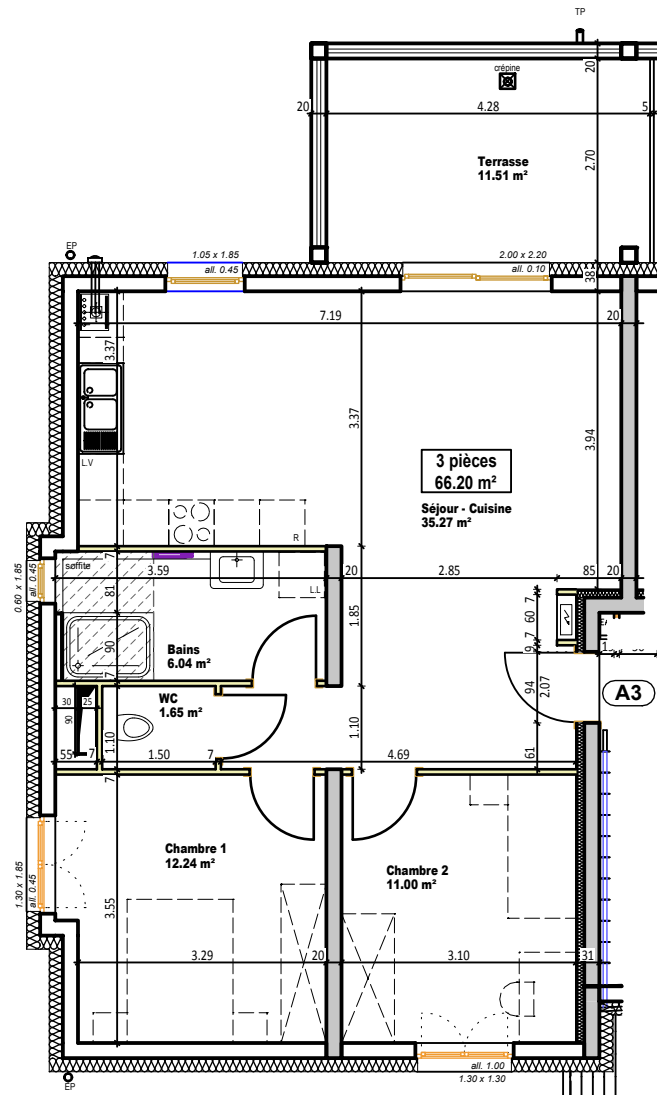 TP
crépine
20
20
4.28
5
Terrasse
11.51 m²
2.70
EP
1.05 x 1.85
all. 0.45
2.00 x 2.20
all. 0.10
38
7.19
20
3.37
3.37
3.94
L.V
3 pièces
66.20 m²
Séjour - Cuisine
35.27 m²
R
soffite
7
3.59
20
2.85
85
20
0.60 x 1.85
all. 0.45
81
L.L
1.85
7
60
7
9
Bains
6.04 m²
90
7
94
2.07
A3
WC
1.65 m²
30
25
90
1.10
1.10
55
7
1.50
7
4.69
61
7
Chambre 1
12.24 m²
Chambre 2
11.00 m²
1.30 x 1.85
all. 0.45
3.55
3.29
20
3.10
31
all. 1.00
1.30 x 1.30
EP